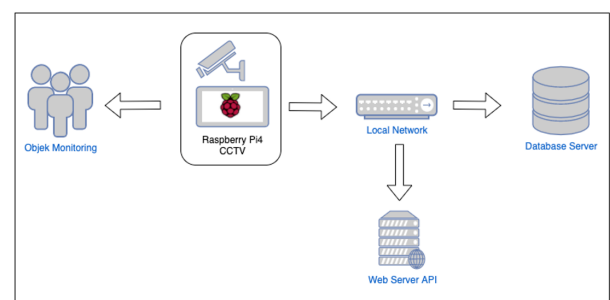 Objek Monitoring
Raspberry Pi4
CCTV
Local Network
Database Server
Web Server API